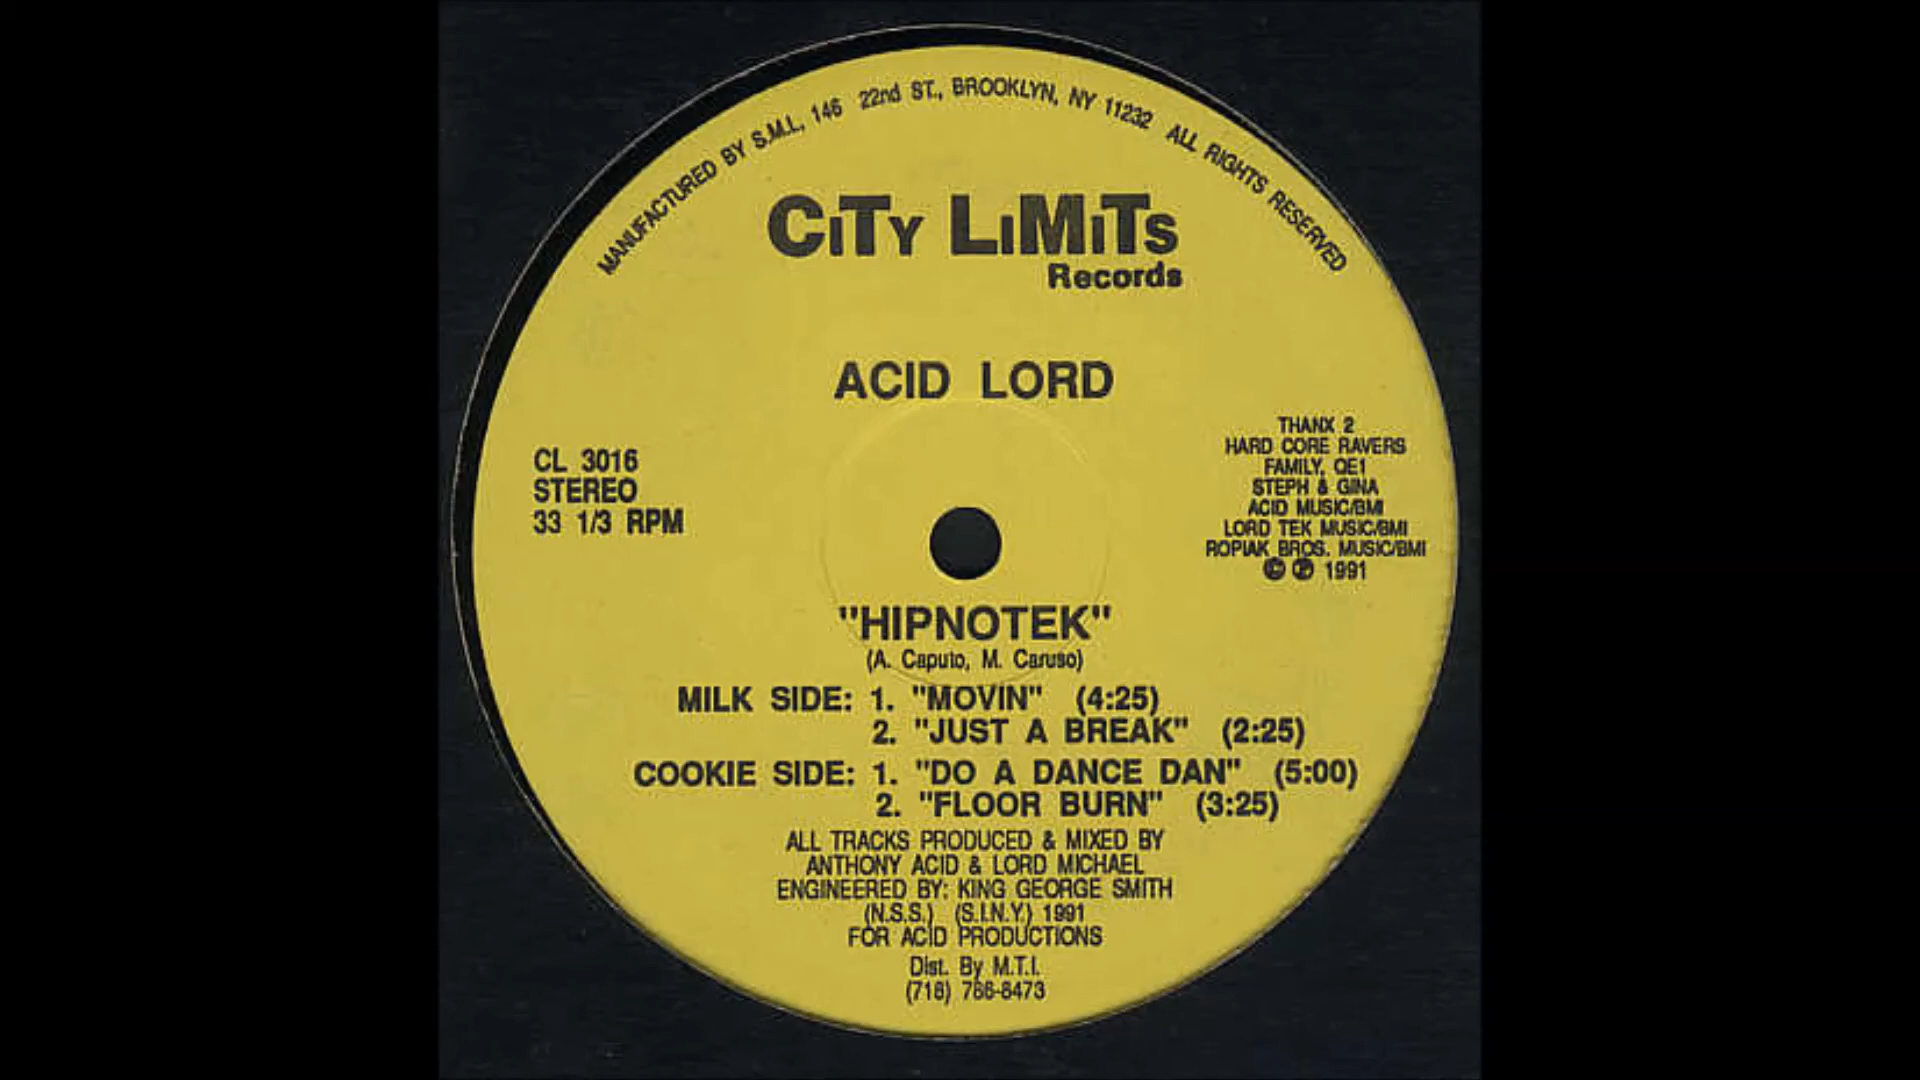 MANUFACTURED BY S.M.L, 146 22nd ST., BROOKLYN, NY 11232 ALL RIGHTS RESERVED
CiTy LiMiTs
Records
ACID LORD
CL 3016
STEREO
33 1/3 RPM
THANX 2
HARD CORE RAVERS
FAMILY, QE1
STEPH & GINA
ACID MUSIC/BMI
LORD TEK MUSIC/BMI
ROPIAK BROS. MUSIC/BMI
© ℗ 1991
"HIPNOTEK"
(A. Caputo, M. Caruso)
MILK SIDE: 1. "MOVIN" (4:25)
2. "JUST A BREAK" (2:25)
COOKIE SIDE: 1. "DO A DANCE DAN" (5:00)
2. "FLOOR BURN" (3:25)
ALL TRACKS PRODUCED & MIXED BY
ANTHONY ACID & LORD MICHAEL
ENGINEERED BY: KING GEORGE SMITH
(N.S.S.) (S.I.N.Y.) 1991
FOR ACID PRODUCTIONS
Dist. By M.T.I.
(718) 766-8473